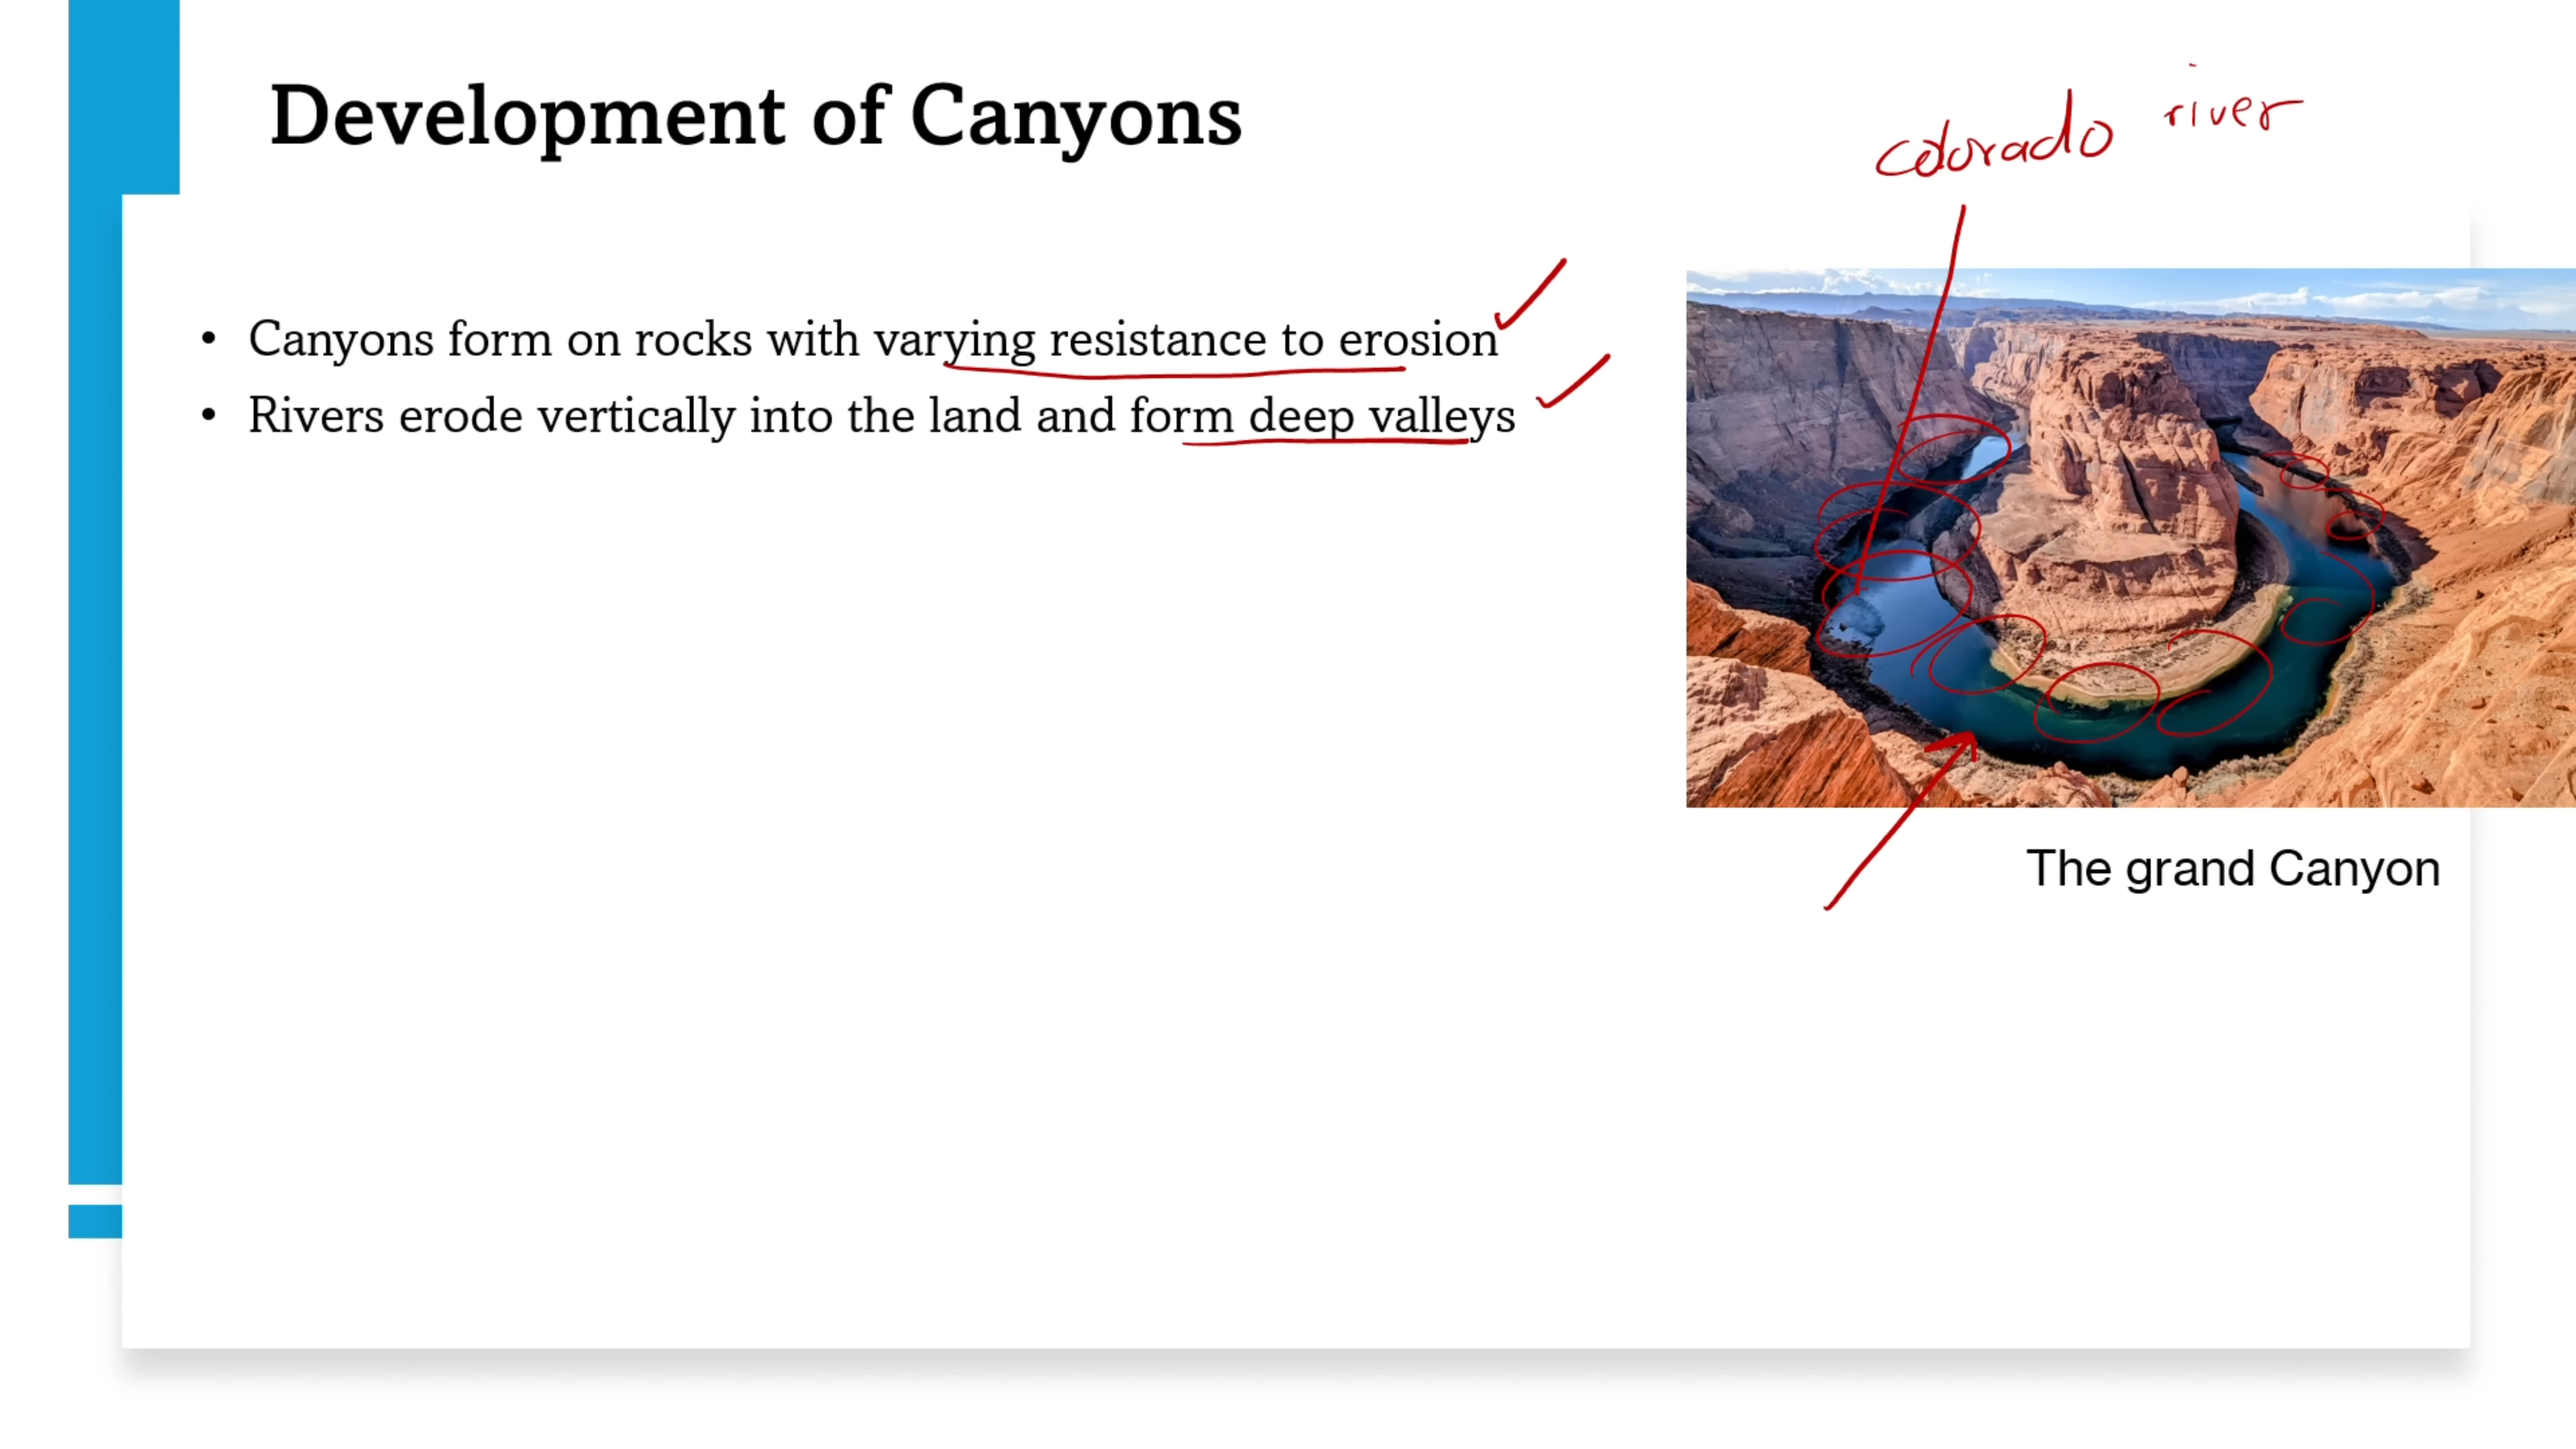 Development of Canyons
colorado river
• Canyons form on rocks with varying resistance to erosion
• Rivers erode vertically into the land and form deep valleys
The grand Canyon